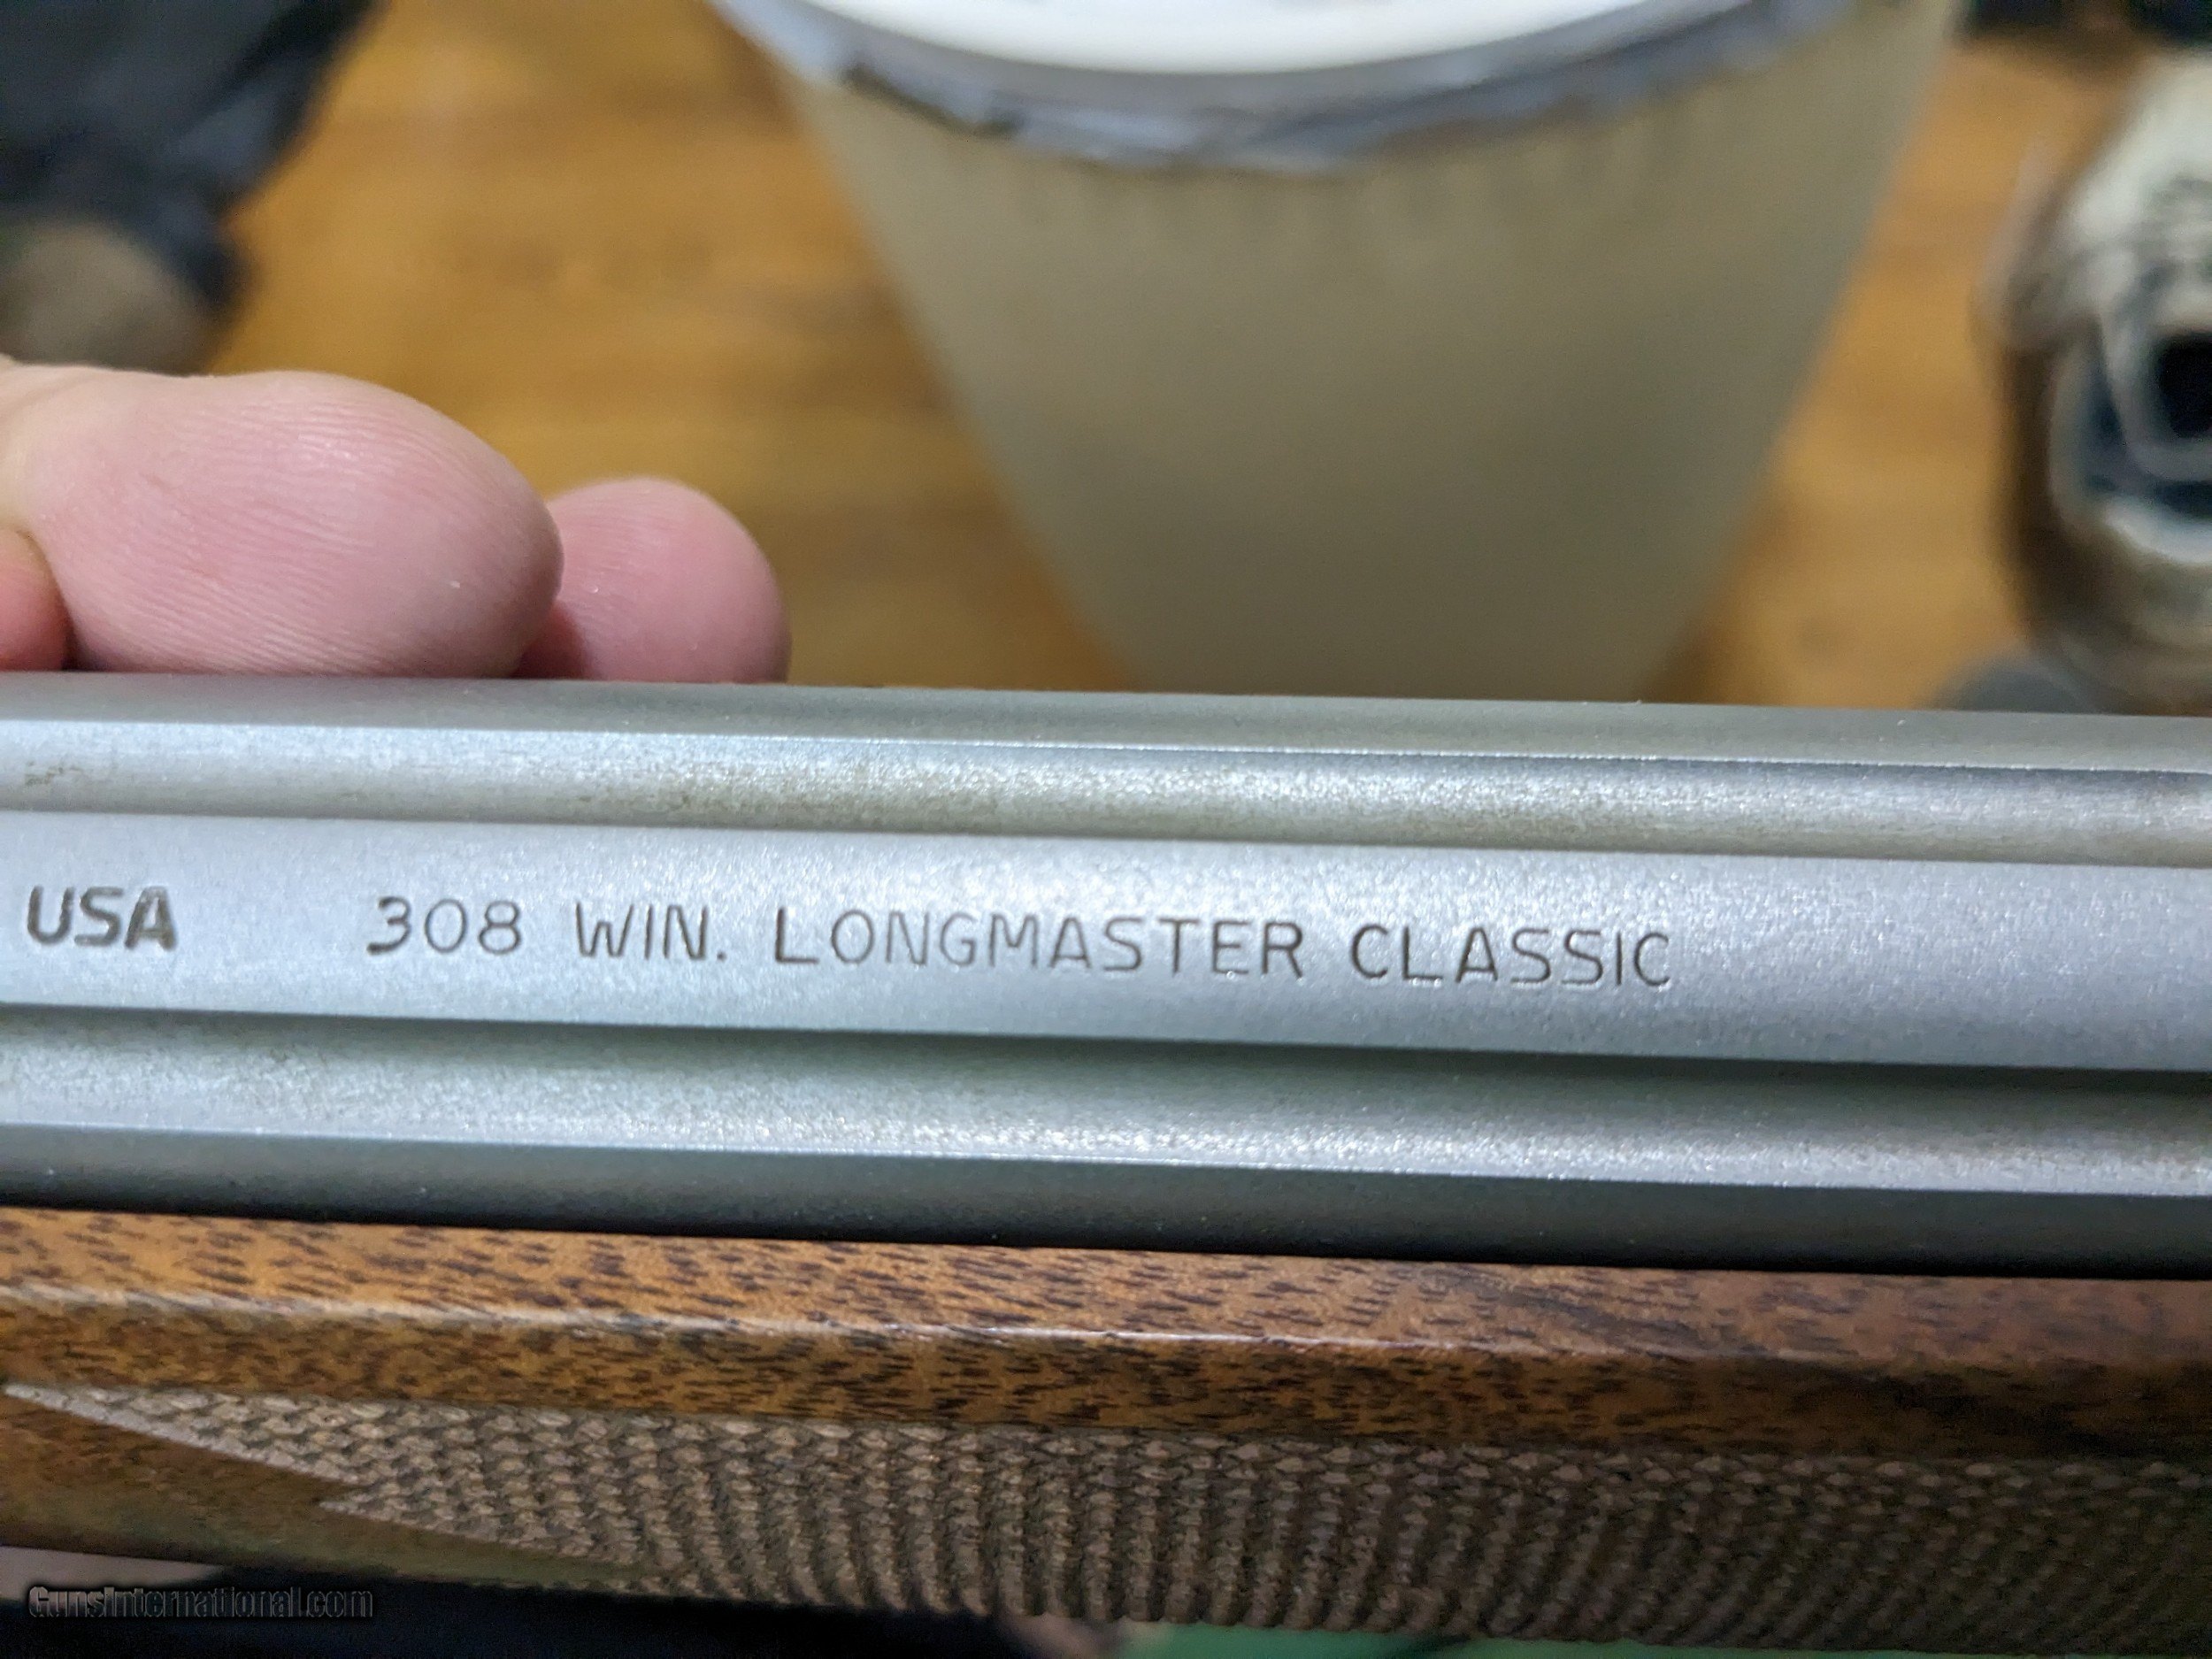 USA 308 WIN. LONGMASTER CLASSIC
GunsInternational.com